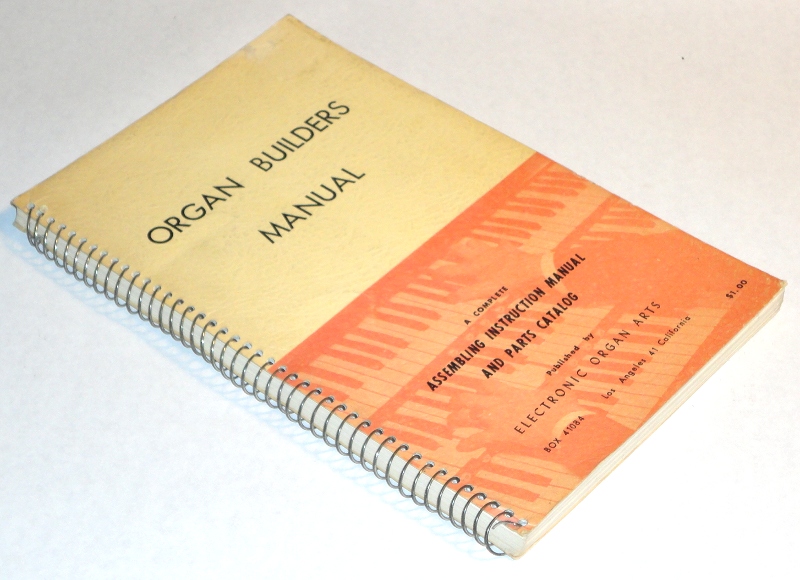 ORGAN BUILDERS
MANUAL
A COMPLETE
ASSEMBLING INSTRUCTION MANUAL
AND PARTS CATALOG
Published by
ELECTRONIC ORGAN ARTS
BOX 41084 Los Angeles 41 California
$1.00